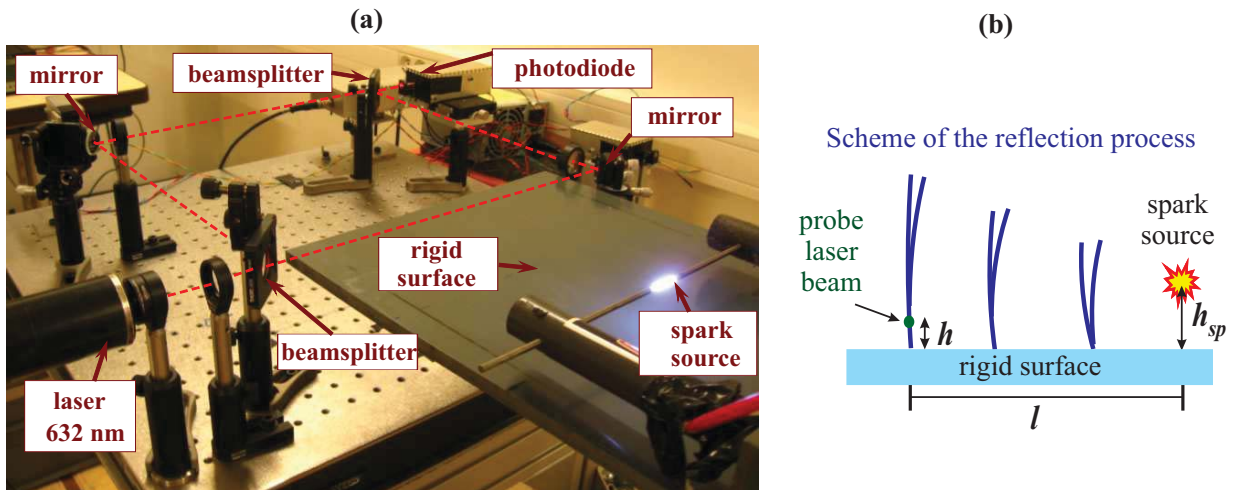 (a)
mirror
beamsplitter
photodiode
mirror
rigid
surface
spark
source
beamsplitter
laser
632 nm
(b)
Scheme of the reflection process
probe
laser
beam
spark
source
h
h_sp
rigid surface
l